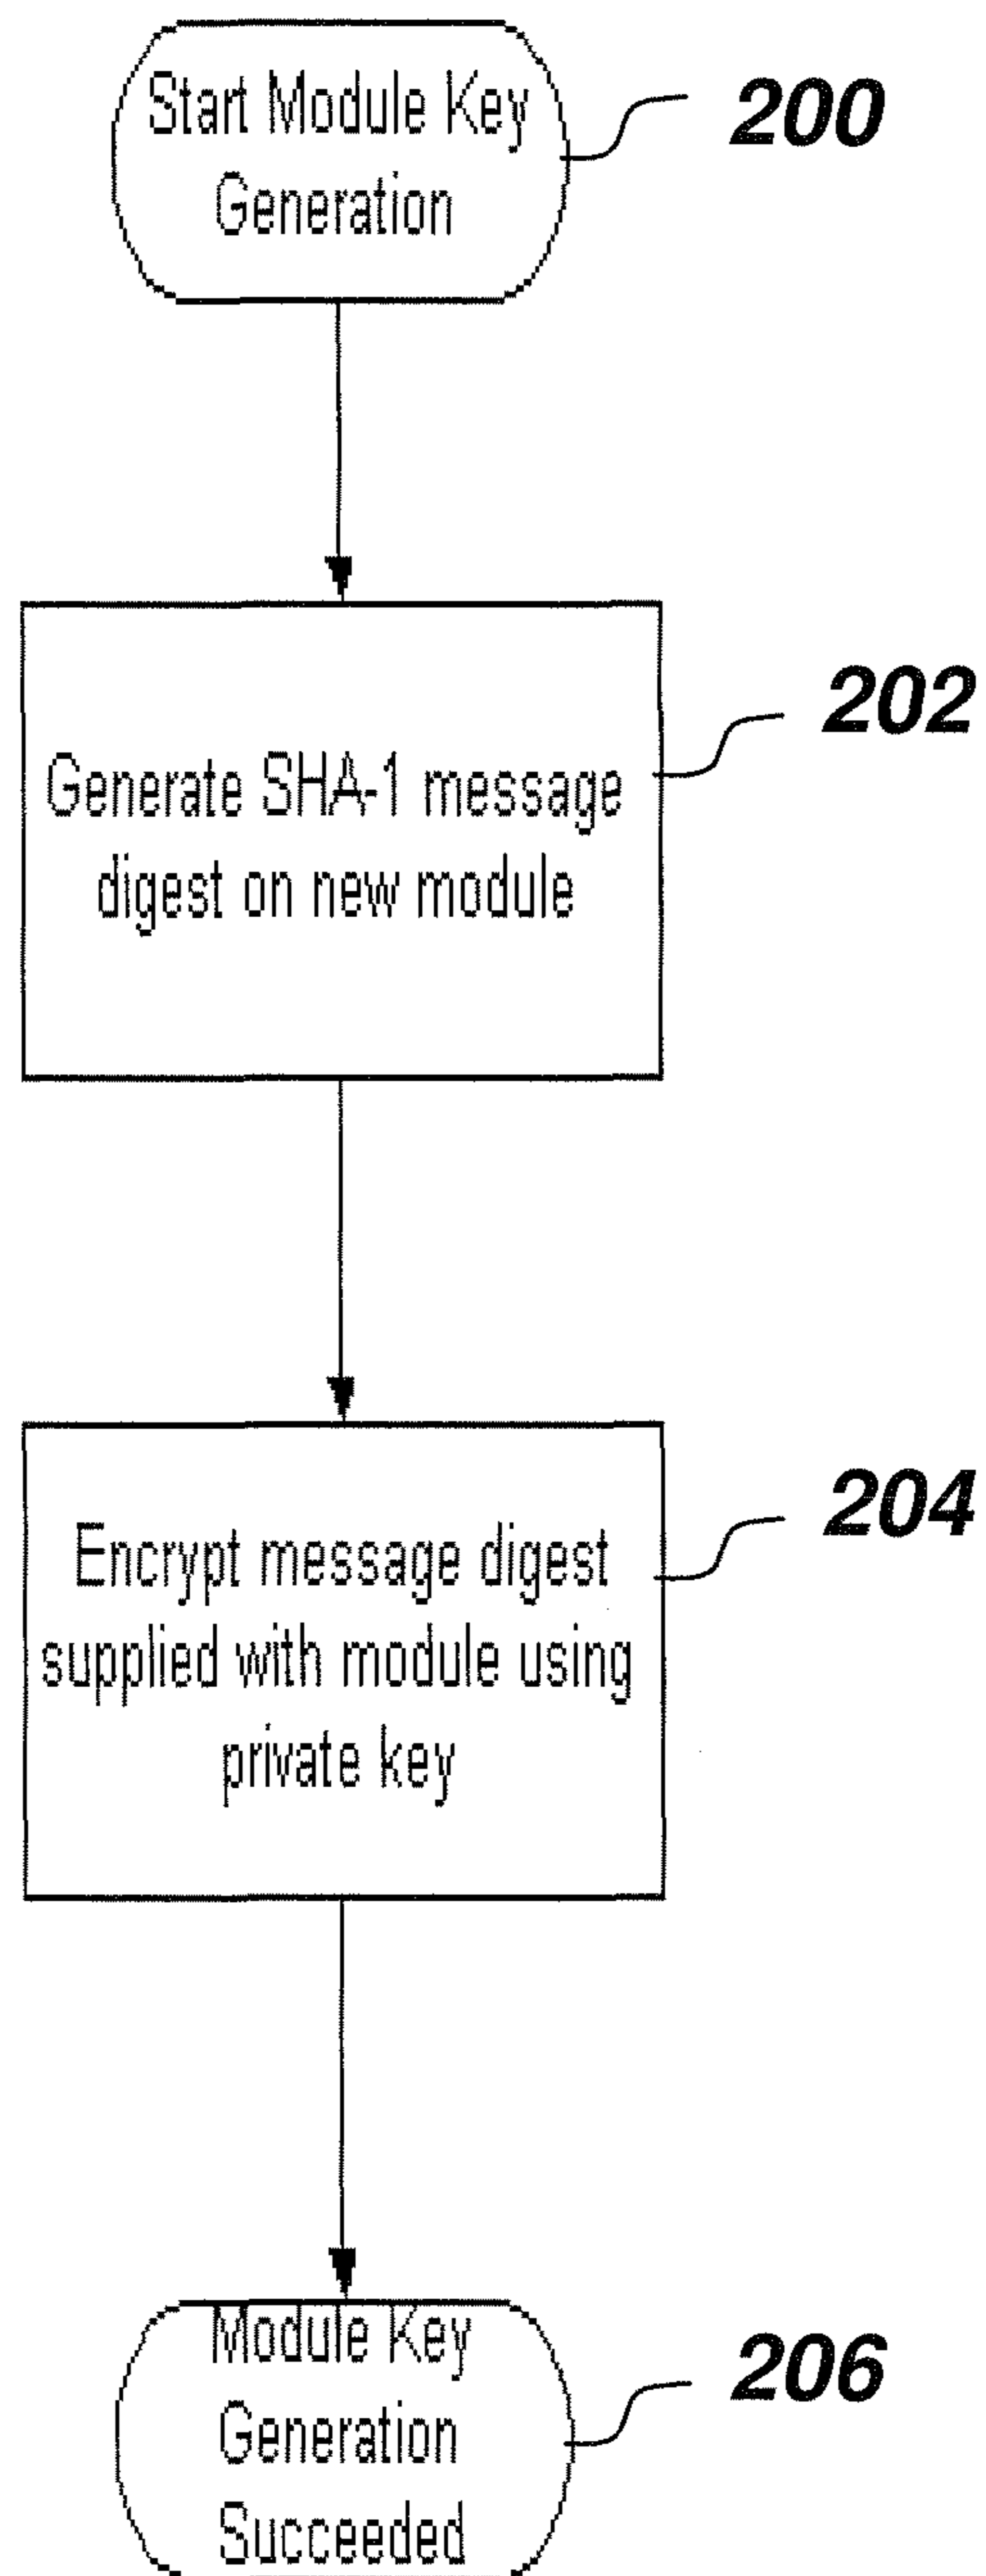 Start Module Key
Generation
200
Generate SHA-1 message
digest on new module
202
Encrypt message digest
supplied with module using
private key
204
Module Key
Generation
Succeeded
206